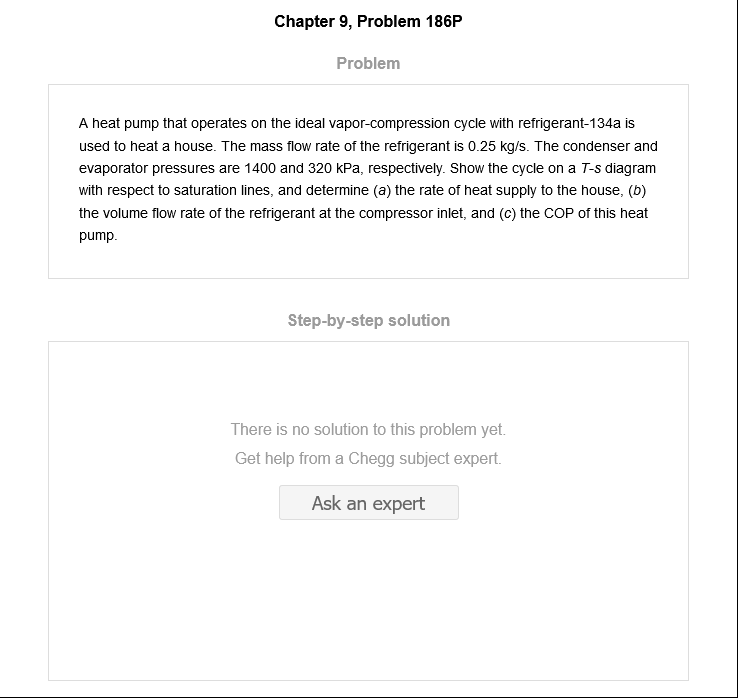 Chapter 9, Problem 186P
Problem
A heat pump that operates on the ideal vapor-compression cycle with refrigerant-134a is
used to heat a house. The mass flow rate of the refrigerant is 0.25 kg/s. The condenser and
evaporator pressures are 1400 and 320 kPa, respectively. Show the cycle on a T-s diagram
with respect to saturation lines, and determine (a) the rate of heat supply to the house, (b)
the volume flow rate of the refrigerant at the compressor inlet, and (c) the COP of this heat
pump.
Step-by-step solution
There is no solution to this problem yet.
Get help from a Chegg subject expert.
Ask an expert